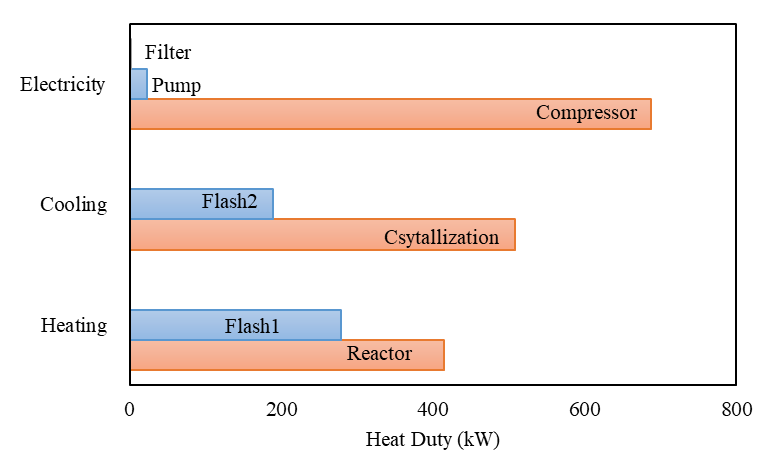 Filter
Electricity
Pump
Compressor
Cooling
Flash2
Csytallization
Heating
Flash1
Reactor
0 200 400 600 800
Heat Duty (kW)